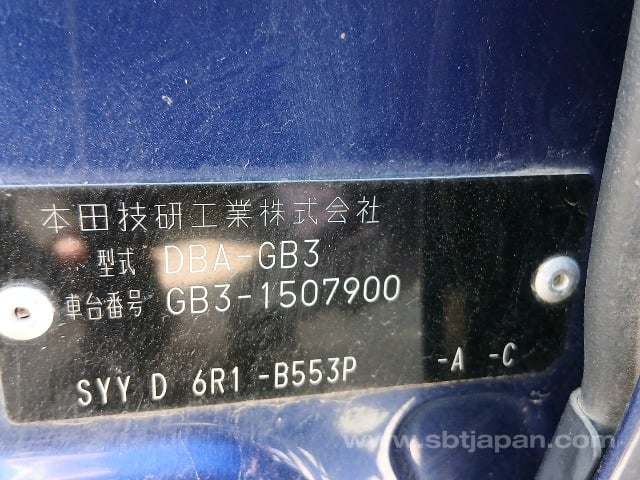 本田技研工業株式会社
型式 DBA-GB3
車台番号 GB3-1507900
SYY D 6R1 -B553P -A -C
www.sbtjapan.com